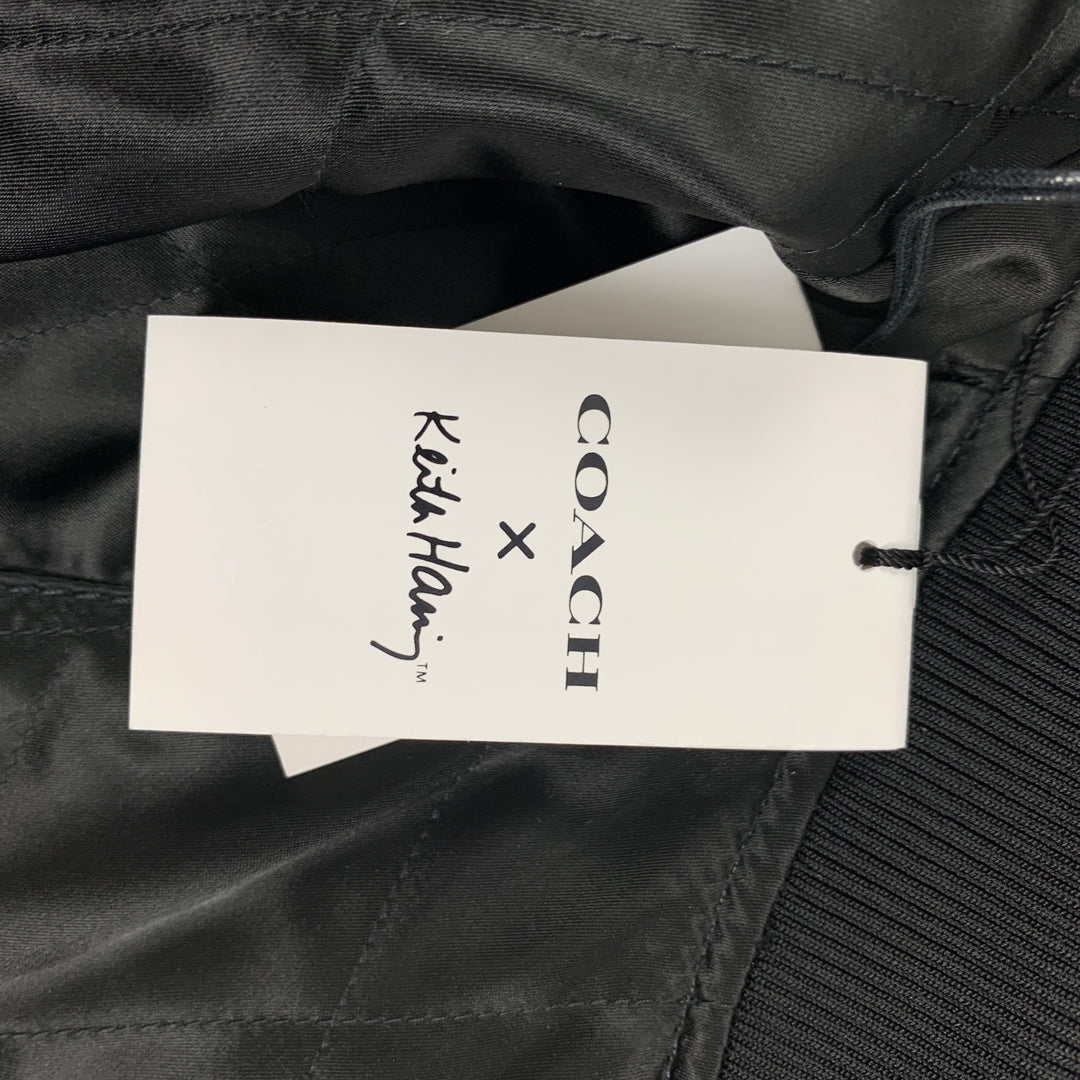 COACH
×
Keith Haring™